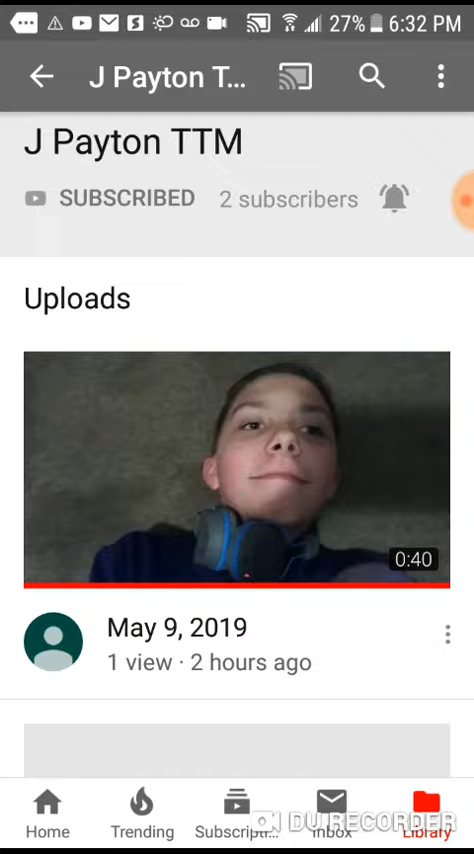 27% 6:32 PM
J Payton T...
J Payton TTM
SUBSCRIBED 2 subscribers
Uploads
0:40
May 9, 2019
1 view · 2 hours ago
DU RECORDER
Home Trending Subscripti... Inbox Library